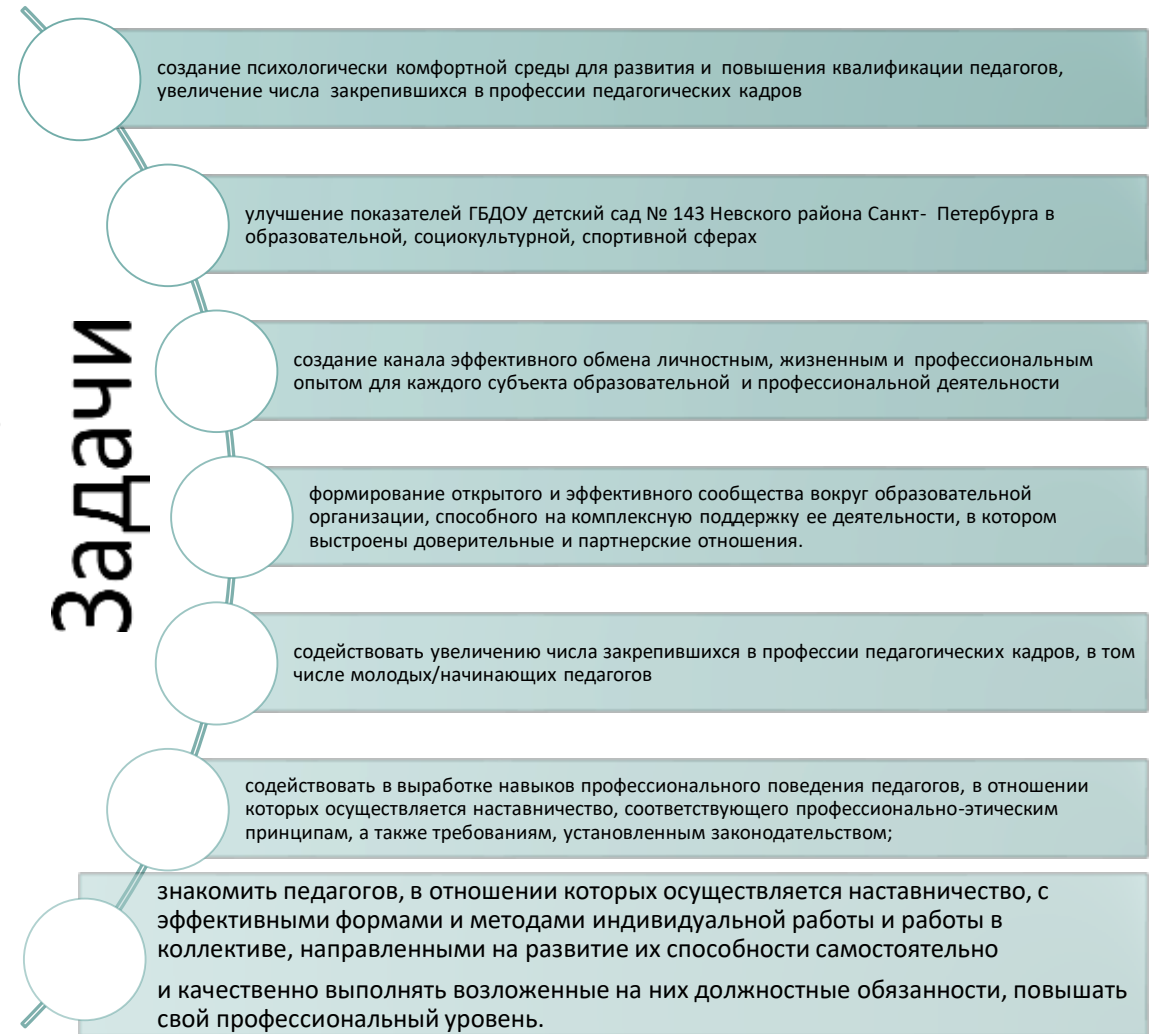 Задачи
создание психологически комфортной среды для развития и повышения квалификации педагогов,
увеличение числа закрепившихся в профессии педагогических кадров
улучшение показателей ГБДОУ детский сад № 143 Невского района Санкт- Петербурга в
образовательной, социокультурной, спортивной сферах
создание канала эффективного обмена личностным, жизненным и профессиональным
опытом для каждого субъекта образовательной и профессиональной деятельности
формирование открытого и эффективного сообщества вокруг образовательной
организации, способного на комплексную поддержку ее деятельности, в котором
выстроены доверительные и партнерские отношения.
содействовать увеличению числа закрепившихся в профессии педагогических кадров, в том
числе молодых/начинающих педагогов
содействовать в выработке навыков профессионального поведения педагогов, в отношении
которых осуществляется наставничество, соответствующего профессионально-этическим
принципам, а также требованиям, установленным законодательством;
знакомить педагогов, в отношении которых осуществляется наставничество, с
эффективными формами и методами индивидуальной работы и работы в
коллективе, направленными на развитие их способности самостоятельно
и качественно выполнять возложенные на них должностные обязанности, повышать
свой профессиональный уровень.